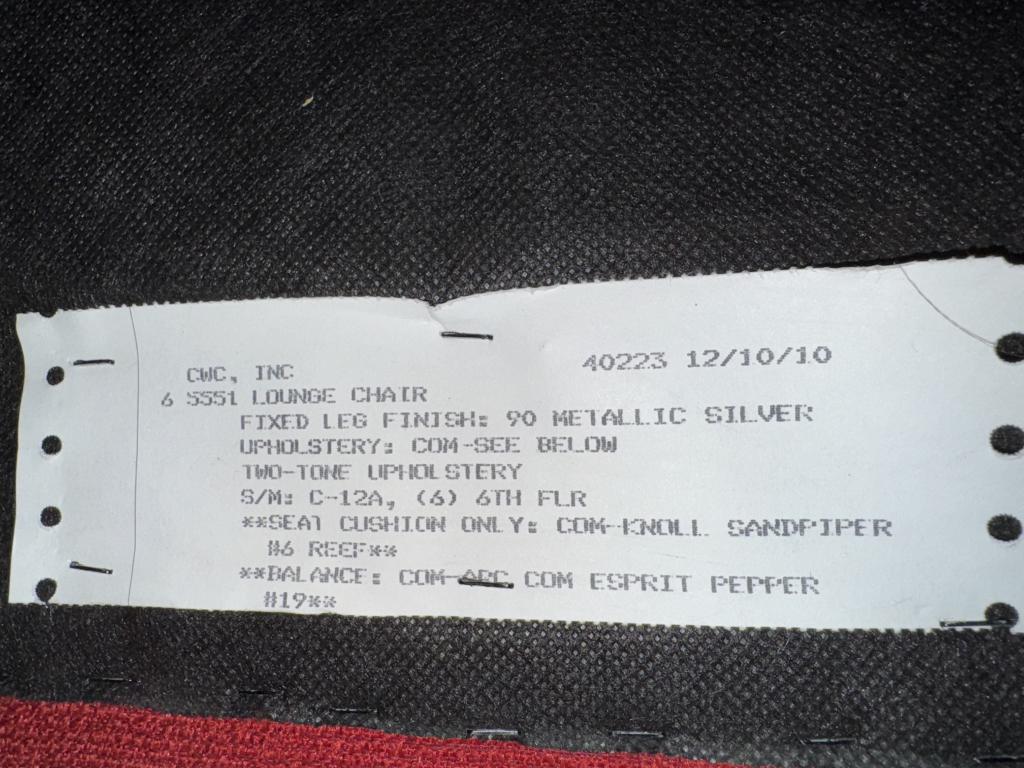 CWC, INC 40223 12/10/10
6 5551 LOUNGE CHAIR
FIXED LEG FINISH: 90 METALLIC SILVER
UPHOLSTERY: COM-SEE BELOW
TWO-TONE UPHOLSTERY
S/M: C-12A, (6) 6TH FLR
**SEAT CUSHION ONLY: COM-KNOLL SANDPIPER
#6 REEF**
**BALANCE: COM-ARC COM ESPRIT PEPPER
#19**